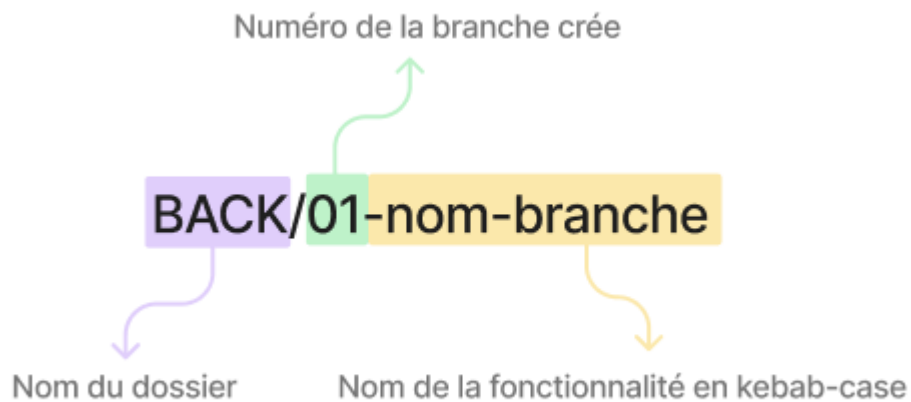 Numéro de la branche crée
BACK/01-nom-branche
Nom du dossier
Nom de la fonctionnalité en kebab-case